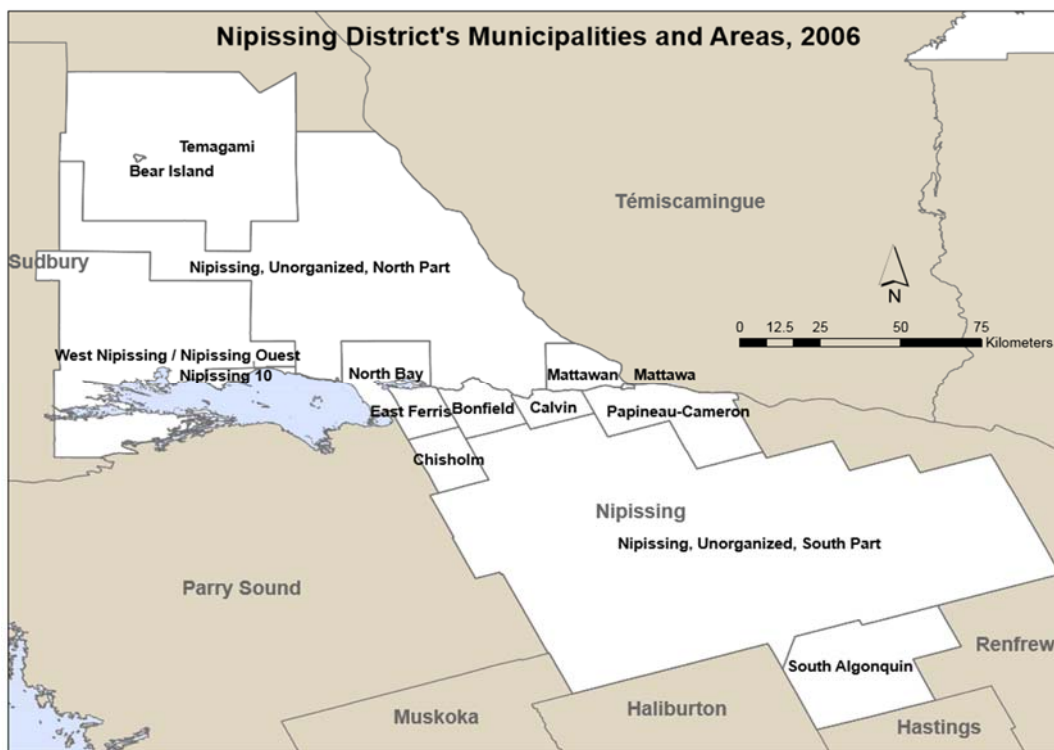 Nipissing District's Municipalities and Areas, 2006
Temagami
Bear Island
Témiscamingue
Sudbury
Nipissing, Unorganized, North Part
N
0 12.5 25 50 75
Kilometers
West Nipissing / Nipissing Ouest
Nipissing 10
North Bay
Mattawan
Mattawa
East Ferris
Bonfield
Calvin
Papineau-Cameron
Chisholm
Nipissing
Nipissing, Unorganized, South Part
Parry Sound
Renfrew
South Algonquin
Muskoka
Haliburton
Hastings